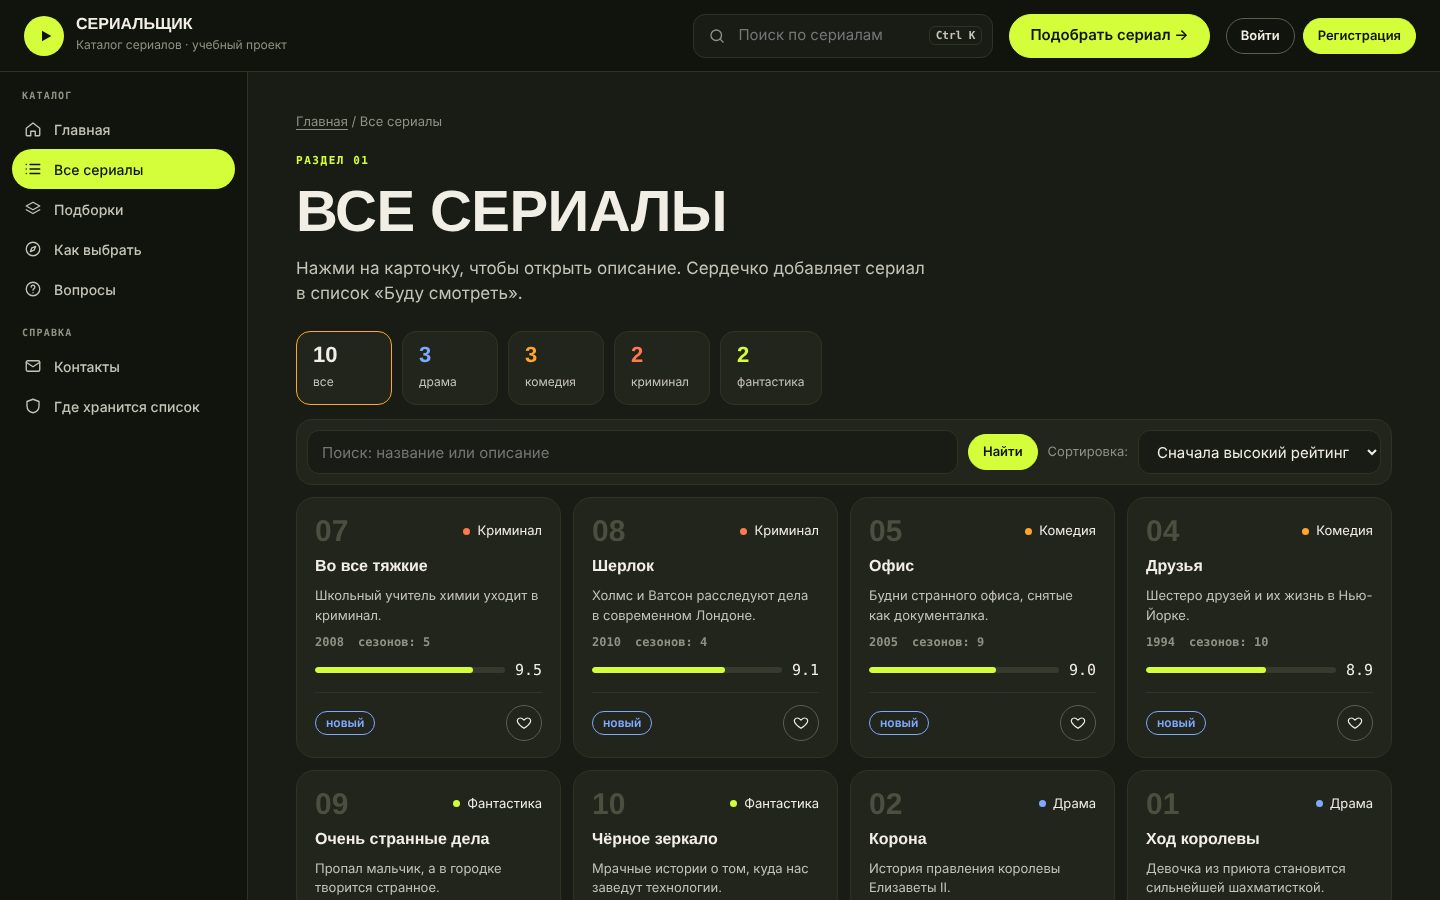 СЕРИАЛЬЩИК
Каталог сериалов · учебный проект
Поиск по сериалам
Ctrl K
Подобрать сериал →
Войти
Регистрация
КАТАЛОГ
Главная
Все сериалы
Подборки
Как выбрать
Вопросы
СПРАВКА
Контакты
Где хранится список
Главная / Все сериалы
РАЗДЕЛ 01
ВСЕ СЕРИАЛЫ
Нажми на карточку, чтобы открыть описание. Сердечко добавляет сериал
в список «Буду смотреть».
10
все
3
драма
3
комедия
2
криминал
2
фантастика
Поиск: название или описание
Найти
Сортировка:
Сначала высокий рейтинг
07
Криминал
Во все тяжкие
Школьный учитель химии уходит в
криминал.
2008 сезонов: 5
9.5
новый
08
Криминал
Шерлок
Холмс и Ватсон расследуют дела
в современном Лондоне.
2010 сезонов: 4
9.1
новый
05
Комедия
Офис
Будни странного офиса, снятые
как документалка.
2005 сезонов: 9
9.0
новый
04
Комедия
Друзья
Шестеро друзей и их жизнь в Нью-
Йорке.
1994 сезонов: 10
8.9
новый
09
Фантастика
Очень странные дела
Пропал мальчик, а в городке
творится странное.
10
Фантастика
Чёрное зеркало
Мрачные истории о том, куда нас
заведут технологии.
02
Драма
Корона
История правления королевы
Елизаветы II.
01
Драма
Ход королевы
Девочка из приюта становится
сильнейшей шахматисткой.